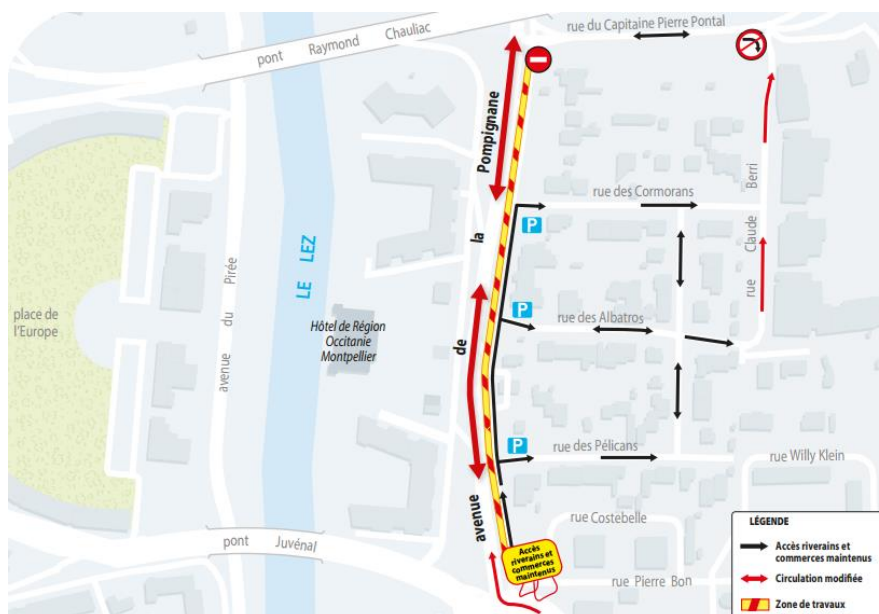 rue du Capitaine Pierre Pontal
pont Raymond Chauliac
Pompignane
rue des Cormorans
P
Berri
la
Claude
LE LEZ
place de
l'Europe
avenue du Pirée
Hôtel de Région
Occitanie
Montpellier
P
rue des Albatros
rue
de
P
rue des Pélicans
rue Willy Klein
avenue
rue Costebelle
pont Juvénal
Accès
riverains et
commerces
maintenus
rue Pierre Bon
LÉGENDE
Accès riverains et
commerces maintenus
Circulation modifiée
Zone de travaux